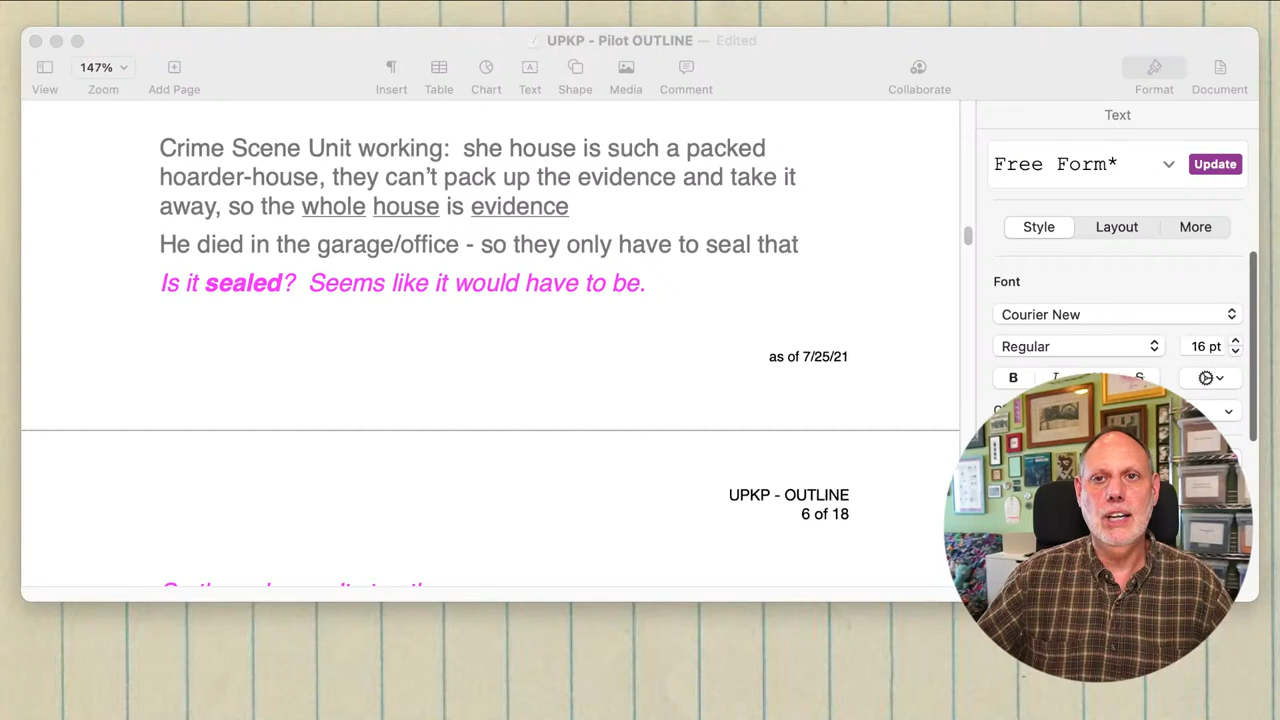 UPKP - Pilot OUTLINE — Edited
147%
View
Zoom
Add Page
Insert
Table
Chart
Text
Shape
Media
Comment
Collaborate
Format
Document
Crime Scene Unit working:  she house is such a packed
hoarder-house, they can’t pack up the evidence and take it
away, so the whole house is evidence
He died in the garage/office - so they only have to seal that
Is it sealed?  Seems like it would have to be.
as of 7/25/21
UPKP - OUTLINE
6 of 18
Text
Free Form*
Update
Style
Layout
More
Font
Courier New
Regular
16 pt
B
I
S